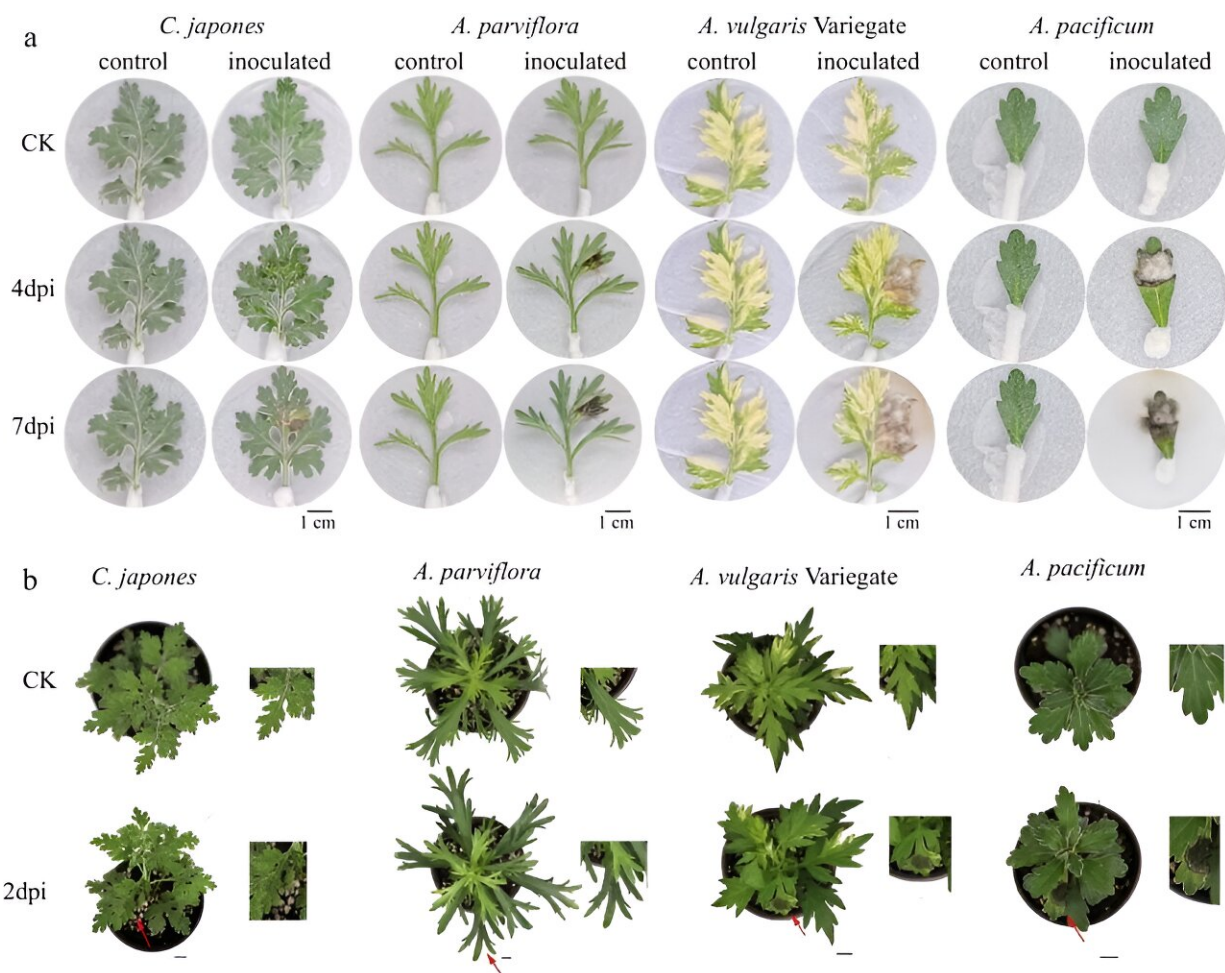 a
C. japones A. parviflora A. vulgaris Variegate A. pacificum
control inoculated control inoculated control inoculated control inoculated
CK
4dpi
7dpi
1 cm 1 cm 1 cm 1 cm
b
C. japones A. parviflora A. vulgaris Variegate A. pacificum
CK
2dpi